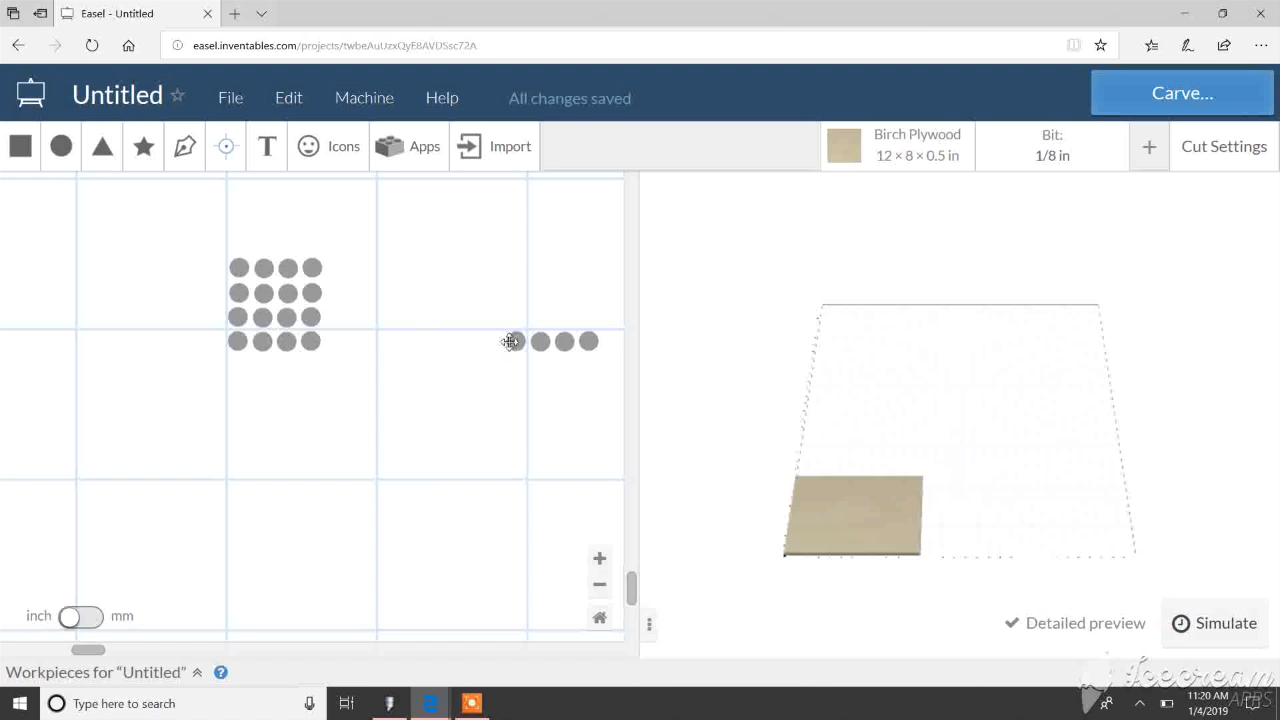 Easel - Untitled
easel.inventables.com/projects/twbeAuUzxQyE8AVDSsc72A
Untitled File Edit Machine Help All changes saved Carve...
T Icons Apps Import Birch Plywood 12 × 8 × 0.5 in Bit: 1/8 in + Cut Settings
+
−
inch mm
Detailed preview Simulate
Workpieces for "Untitled"
Icecream
APPS
Type here to search
11:20 AM
1/4/2019